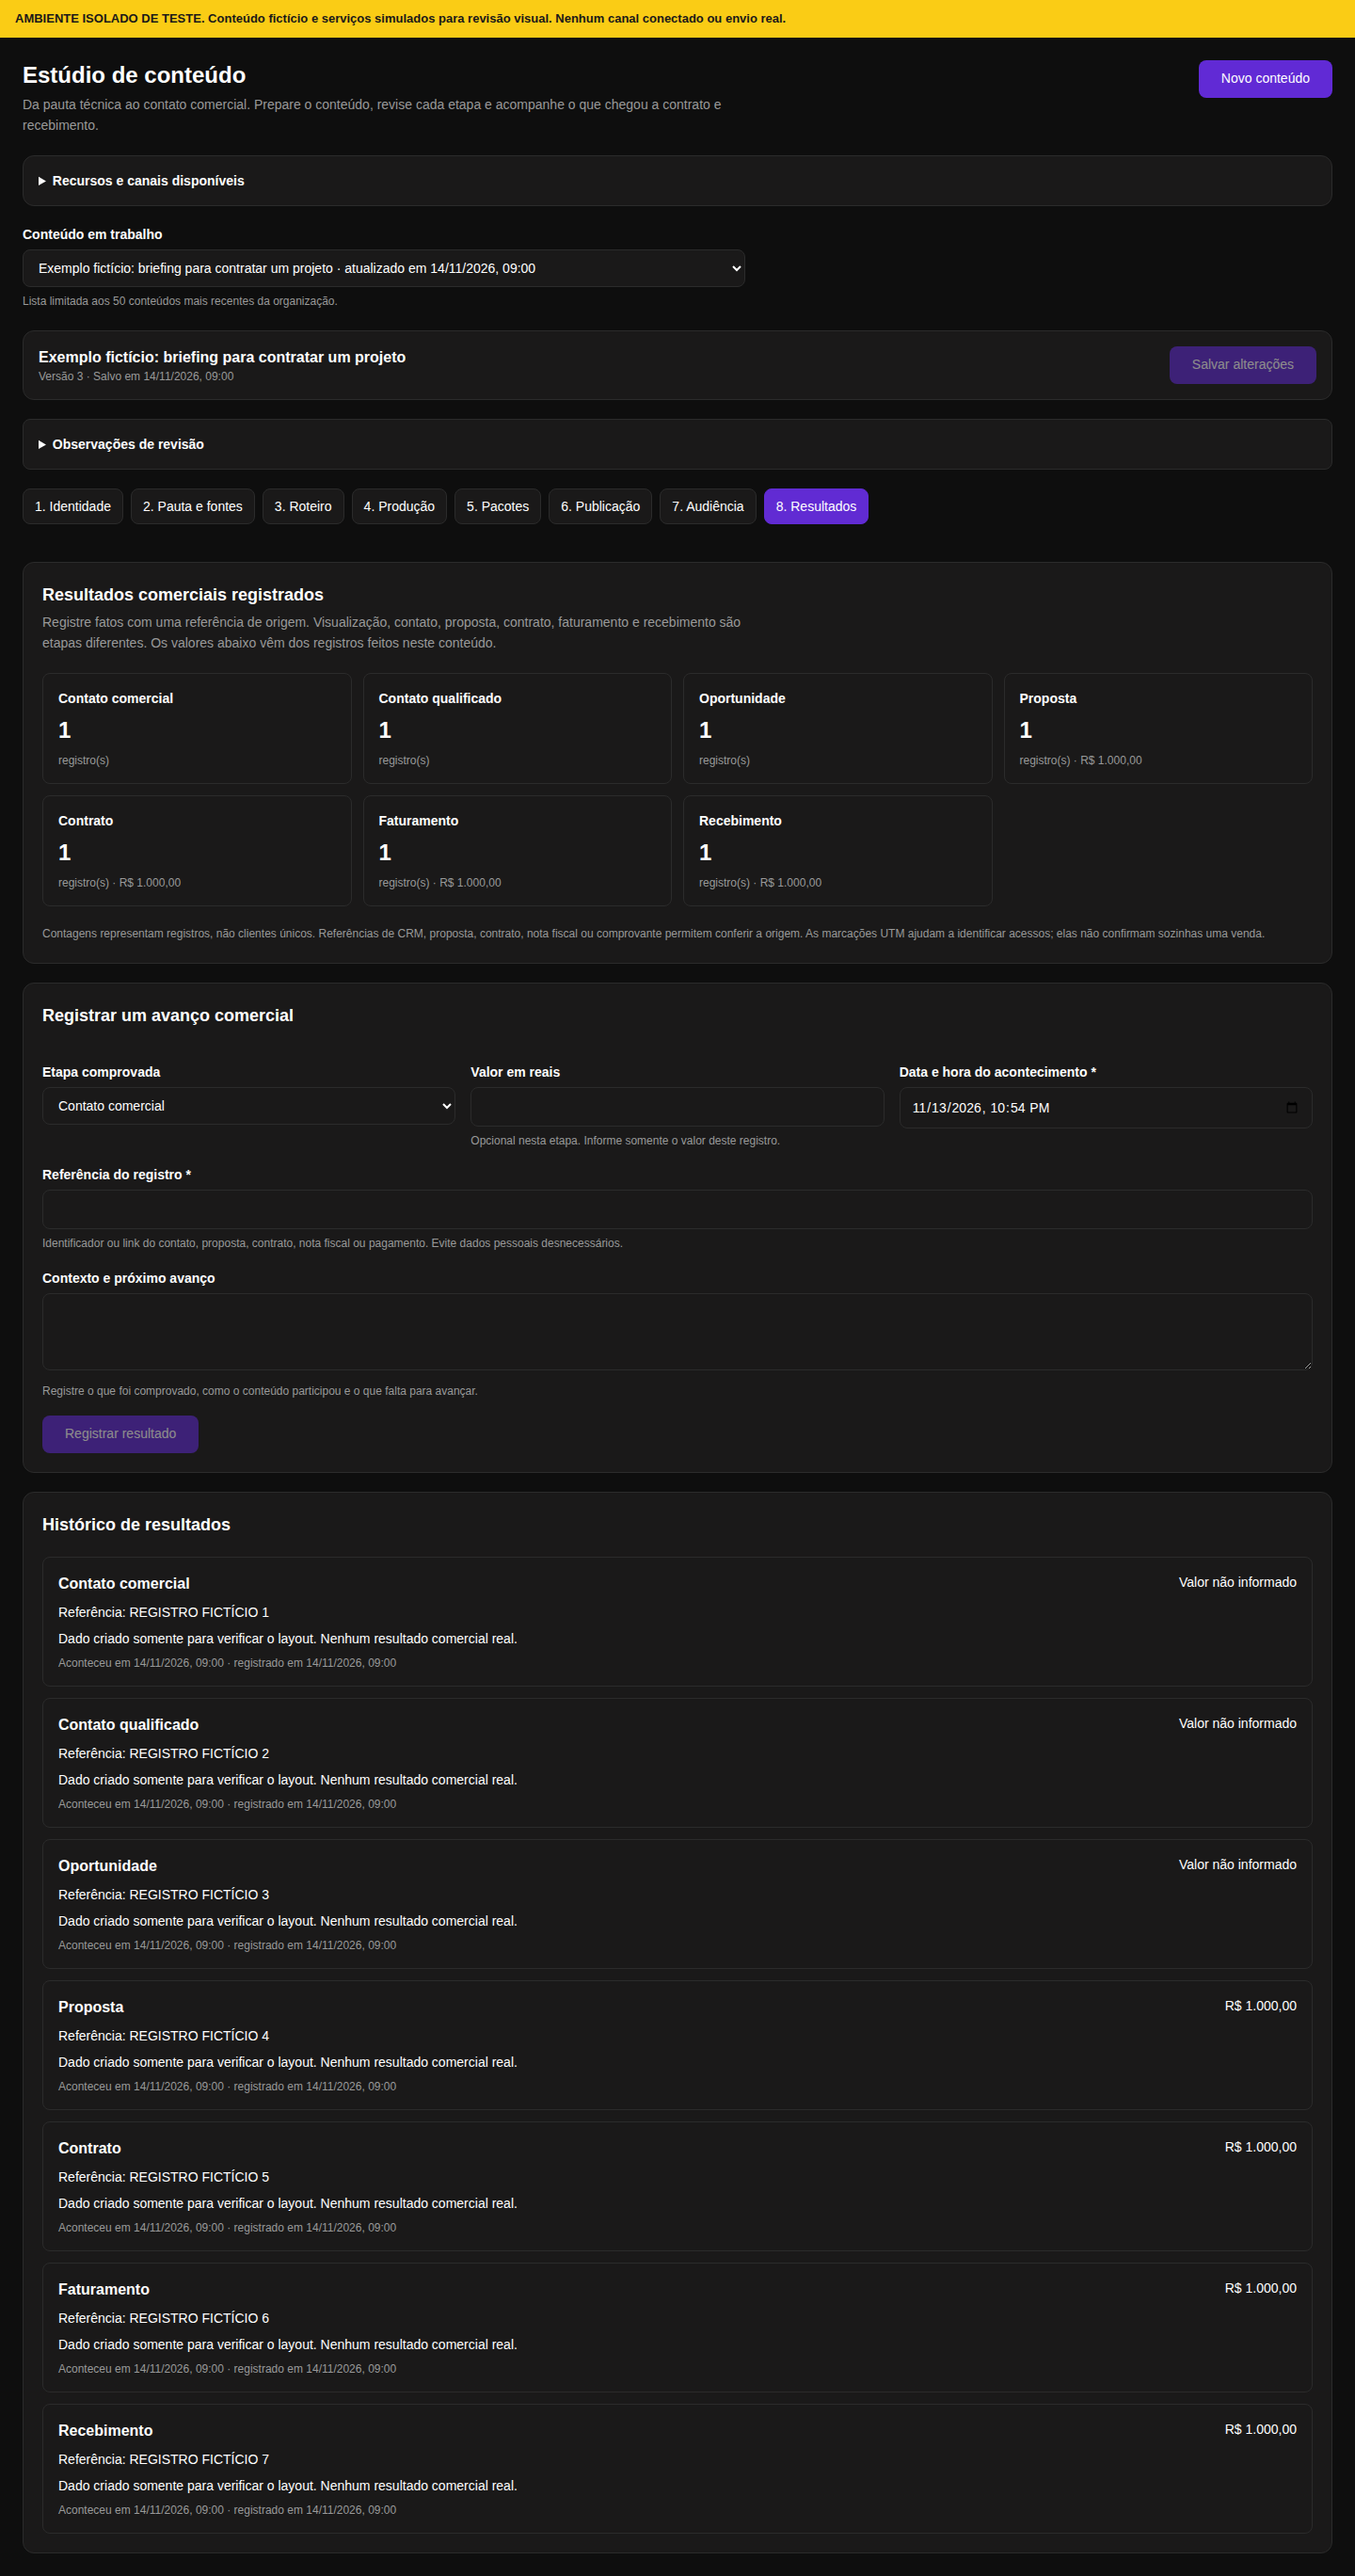 AMBIENTE ISOLADO DE TESTE. Conteúdo fictício e serviços simulados para revisão visual. Nenhum canal conectado ou envio real.
Estúdio de conteúdo
Novo conteúdo
Da pauta técnica ao contato comercial. Prepare o conteúdo, revise cada etapa e acompanhe o que chegou a contrato e
recebimento.
Recursos e canais disponíveis
Conteúdo em trabalho
Exemplo fictício: briefing para contratar um projeto · atualizado em 14/11/2026, 09:00
Lista limitada aos 50 conteúdos mais recentes da organização.
Exemplo fictício: briefing para contratar um projeto
Versão 3 · Salvo em 14/11/2026, 09:00
Salvar alterações
Observações de revisão
1. Identidade
2. Pauta e fontes
3. Roteiro
4. Produção
5. Pacotes
6. Publicação
7. Audiência
8. Resultados
Resultados comerciais registrados
Registre fatos com uma referência de origem. Visualização, contato, proposta, contrato, faturamento e recebimento são
etapas diferentes. Os valores abaixo vêm dos registros feitos neste conteúdo.
Contato comercial
1
registro(s)
Contato qualificado
1
registro(s)
Oportunidade
1
registro(s)
Proposta
1
registro(s) · R$ 1.000,00
Contrato
1
registro(s) · R$ 1.000,00
Faturamento
1
registro(s) · R$ 1.000,00
Recebimento
1
registro(s) · R$ 1.000,00
Contagens representam registros, não clientes únicos. Referências de CRM, proposta, contrato, nota fiscal ou comprovante permitem conferir a origem. As marcações UTM ajudam a identificar acessos; elas não confirmam sozinhas uma venda.
Registrar um avanço comercial
Etapa comprovada
Contato comercial
Valor em reais
Opcional nesta etapa. Informe somente o valor deste registro.
Data e hora do acontecimento *
11/13/2026, 10:54 PM
Referência do registro *
Identificador ou link do contato, proposta, contrato, nota fiscal ou pagamento. Evite dados pessoais desnecessários.
Contexto e próximo avanço
Registre o que foi comprovado, como o conteúdo participou e o que falta para avançar.
Registrar resultado
Histórico de resultados
Contato comercial
Valor não informado
Referência: REGISTRO FICTÍCIO 1
Dado criado somente para verificar o layout. Nenhum resultado comercial real.
Aconteceu em 14/11/2026, 09:00 · registrado em 14/11/2026, 09:00
Contato qualificado
Valor não informado
Referência: REGISTRO FICTÍCIO 2
Dado criado somente para verificar o layout. Nenhum resultado comercial real.
Aconteceu em 14/11/2026, 09:00 · registrado em 14/11/2026, 09:00
Oportunidade
Valor não informado
Referência: REGISTRO FICTÍCIO 3
Dado criado somente para verificar o layout. Nenhum resultado comercial real.
Aconteceu em 14/11/2026, 09:00 · registrado em 14/11/2026, 09:00
Proposta
R$ 1.000,00
Referência: REGISTRO FICTÍCIO 4
Dado criado somente para verificar o layout. Nenhum resultado comercial real.
Aconteceu em 14/11/2026, 09:00 · registrado em 14/11/2026, 09:00
Contrato
R$ 1.000,00
Referência: REGISTRO FICTÍCIO 5
Dado criado somente para verificar o layout. Nenhum resultado comercial real.
Aconteceu em 14/11/2026, 09:00 · registrado em 14/11/2026, 09:00
Faturamento
R$ 1.000,00
Referência: REGISTRO FICTÍCIO 6
Dado criado somente para verificar o layout. Nenhum resultado comercial real.
Aconteceu em 14/11/2026, 09:00 · registrado em 14/11/2026, 09:00
Recebimento
R$ 1.000,00
Referência: REGISTRO FICTÍCIO 7
Dado criado somente para verificar o layout. Nenhum resultado comercial real.
Aconteceu em 14/11/2026, 09:00 · registrado em 14/11/2026, 09:00